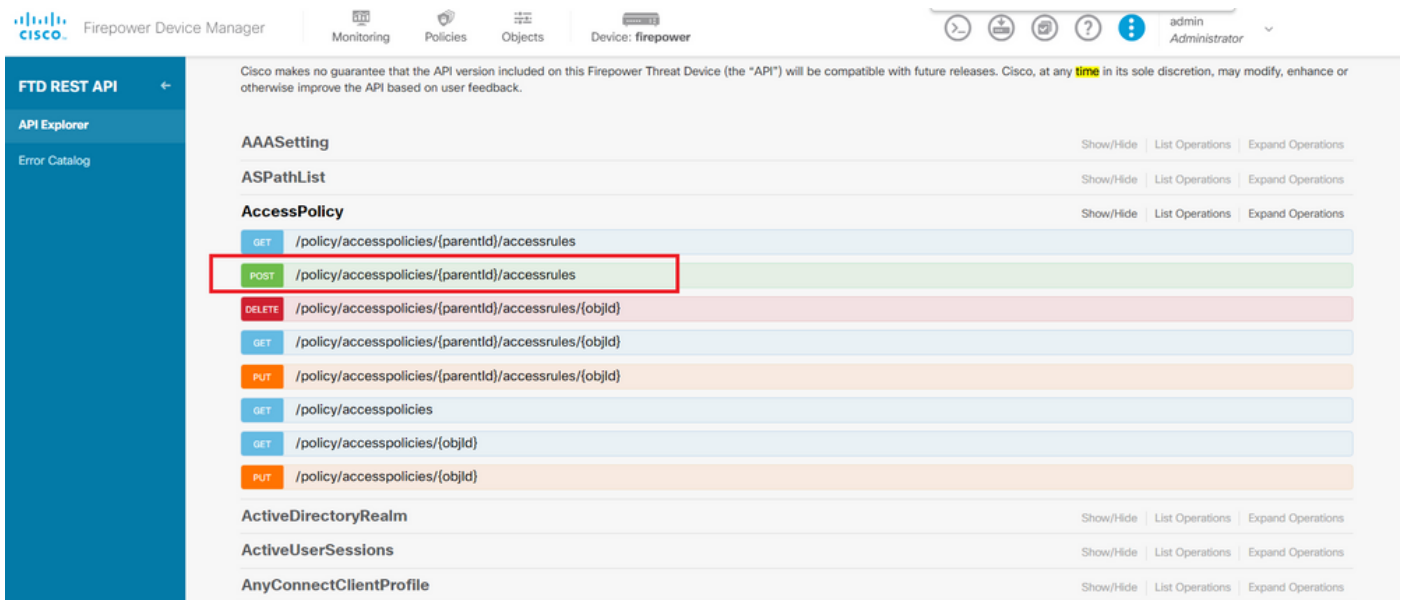 CISCO Firepower Device Manager Monitoring Policies Objects Device: firepower admin
Administrator
Cisco makes no guarantee that the API version included on this Firepower Threat Device (the “API”) will be compatible with future releases. Cisco, at any time in its sole discretion, may modify, enhance or
otherwise improve the API based on user feedback.
FTD REST API
API Explorer
Error Catalog
AAASetting Show/Hide List Operations Expand Operations
ASPathList Show/Hide List Operations Expand Operations
AccessPolicy Show/Hide List Operations Expand Operations
GET /policy/accesspolicies/{parentId}/accessrules
POST /policy/accesspolicies/{parentId}/accessrules
DELETE /policy/accesspolicies/{parentId}/accessrules/{objId}
GET /policy/accesspolicies/{parentId}/accessrules/{objId}
PUT /policy/accesspolicies/{parentId}/accessrules/{objId}
GET /policy/accesspolicies
GET /policy/accesspolicies/{objId}
PUT /policy/accesspolicies/{objId}
ActiveDirectoryRealm Show/Hide List Operations Expand Operations
ActiveUserSessions Show/Hide List Operations Expand Operations
AnyConnectClientProfile Show/Hide List Operations Expand Operations